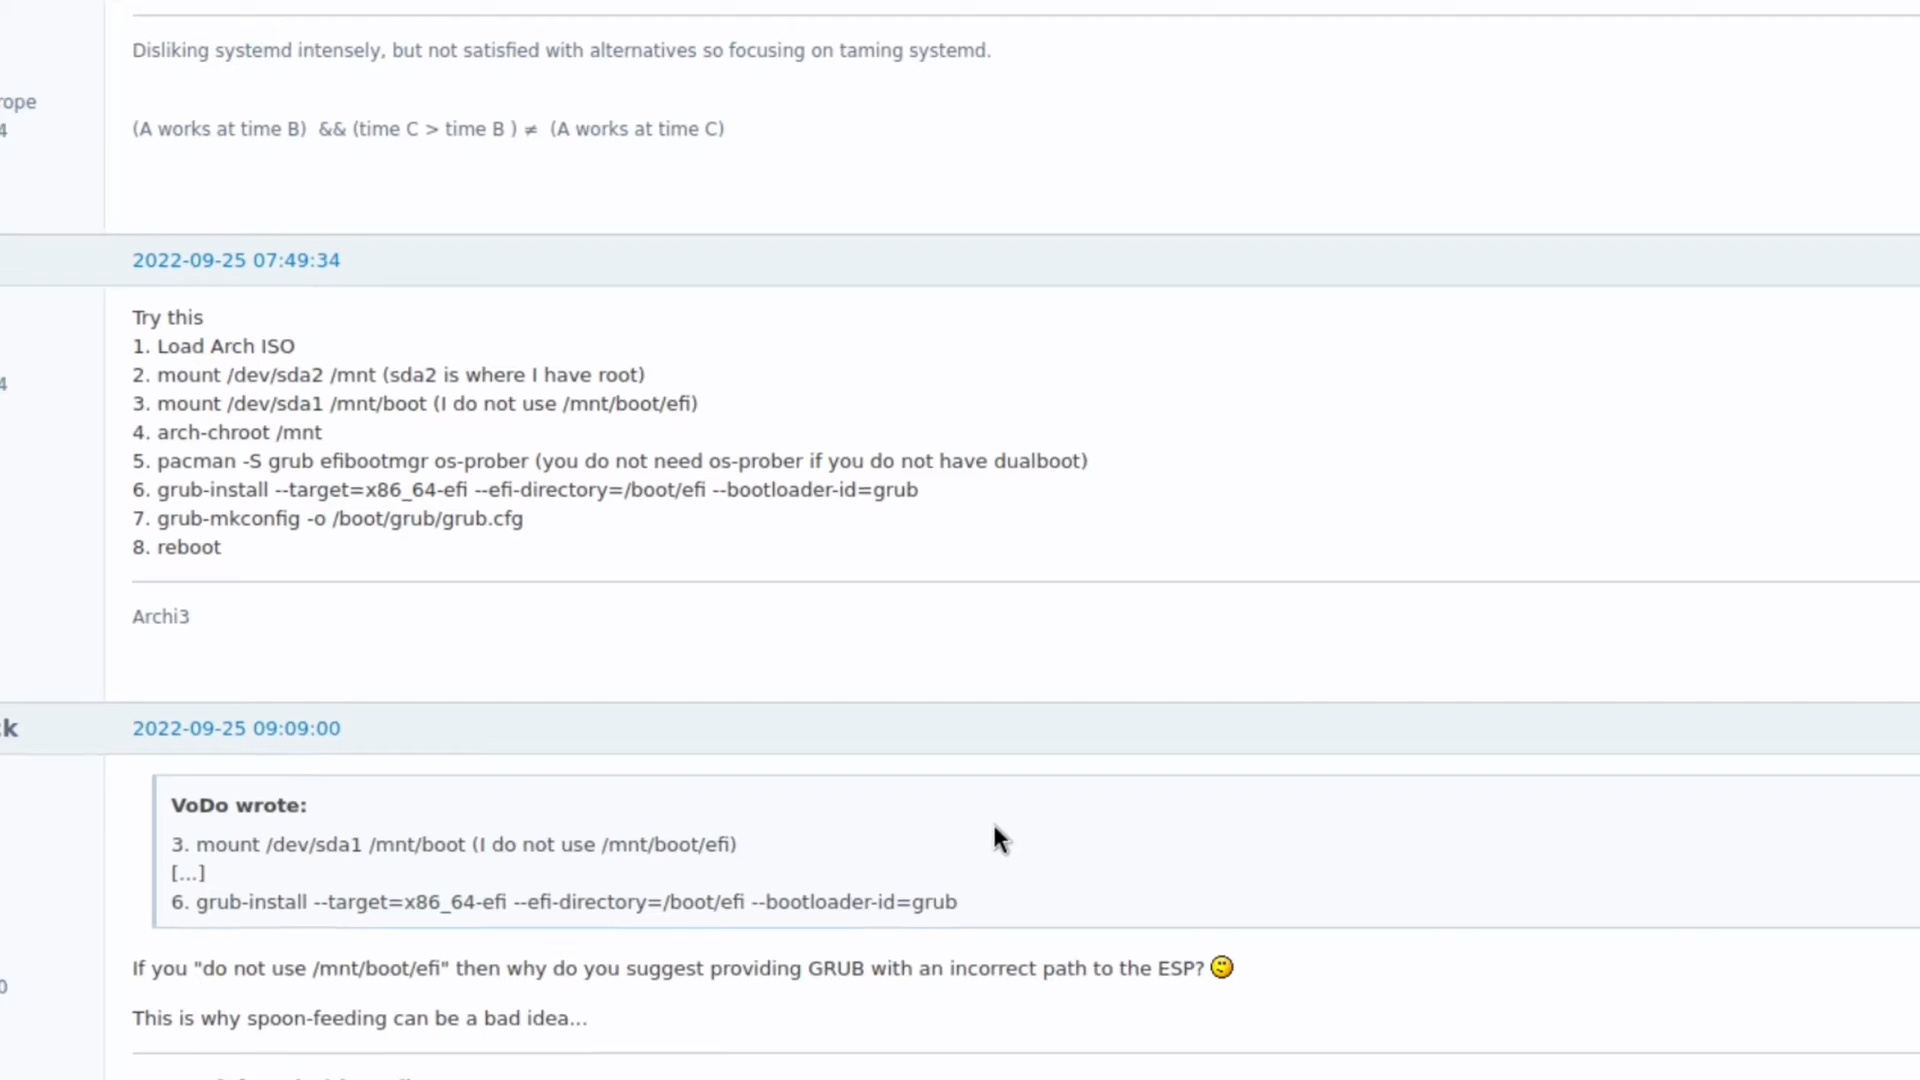 Disliking systemd intensely, but not satisfied with alternatives so focusing on taming systemd.
rope
(A works at time B)  && (time C > time B ) ≠  (A works at time C)
4
2022-09-25 07:49:34
Try this
1. Load Arch ISO
2. mount /dev/sda2 /mnt (sda2 is where I have root)
4
3. mount /dev/sda1 /mnt/boot (I do not use /mnt/boot/efi)
4. arch-chroot /mnt
5. pacman -S grub efibootmgr os-prober (you do not need os-prober if you do not have dualboot)
6. grub-install --target=x86_64-efi --efi-directory=/boot/efi --bootloader-id=grub
7. grub-mkconfig -o /boot/grub/grub.cfg
8. reboot
Archi3
k
2022-09-25 09:09:00
VoDo wrote:
3. mount /dev/sda1 /mnt/boot (I do not use /mnt/boot/efi)
[...]
6. grub-install --target=x86_64-efi --efi-directory=/boot/efi --bootloader-id=grub
If you "do not use /mnt/boot/efi" then why do you suggest providing GRUB with an incorrect path to the ESP?
0
This is why spoon-feeding can be a bad idea...